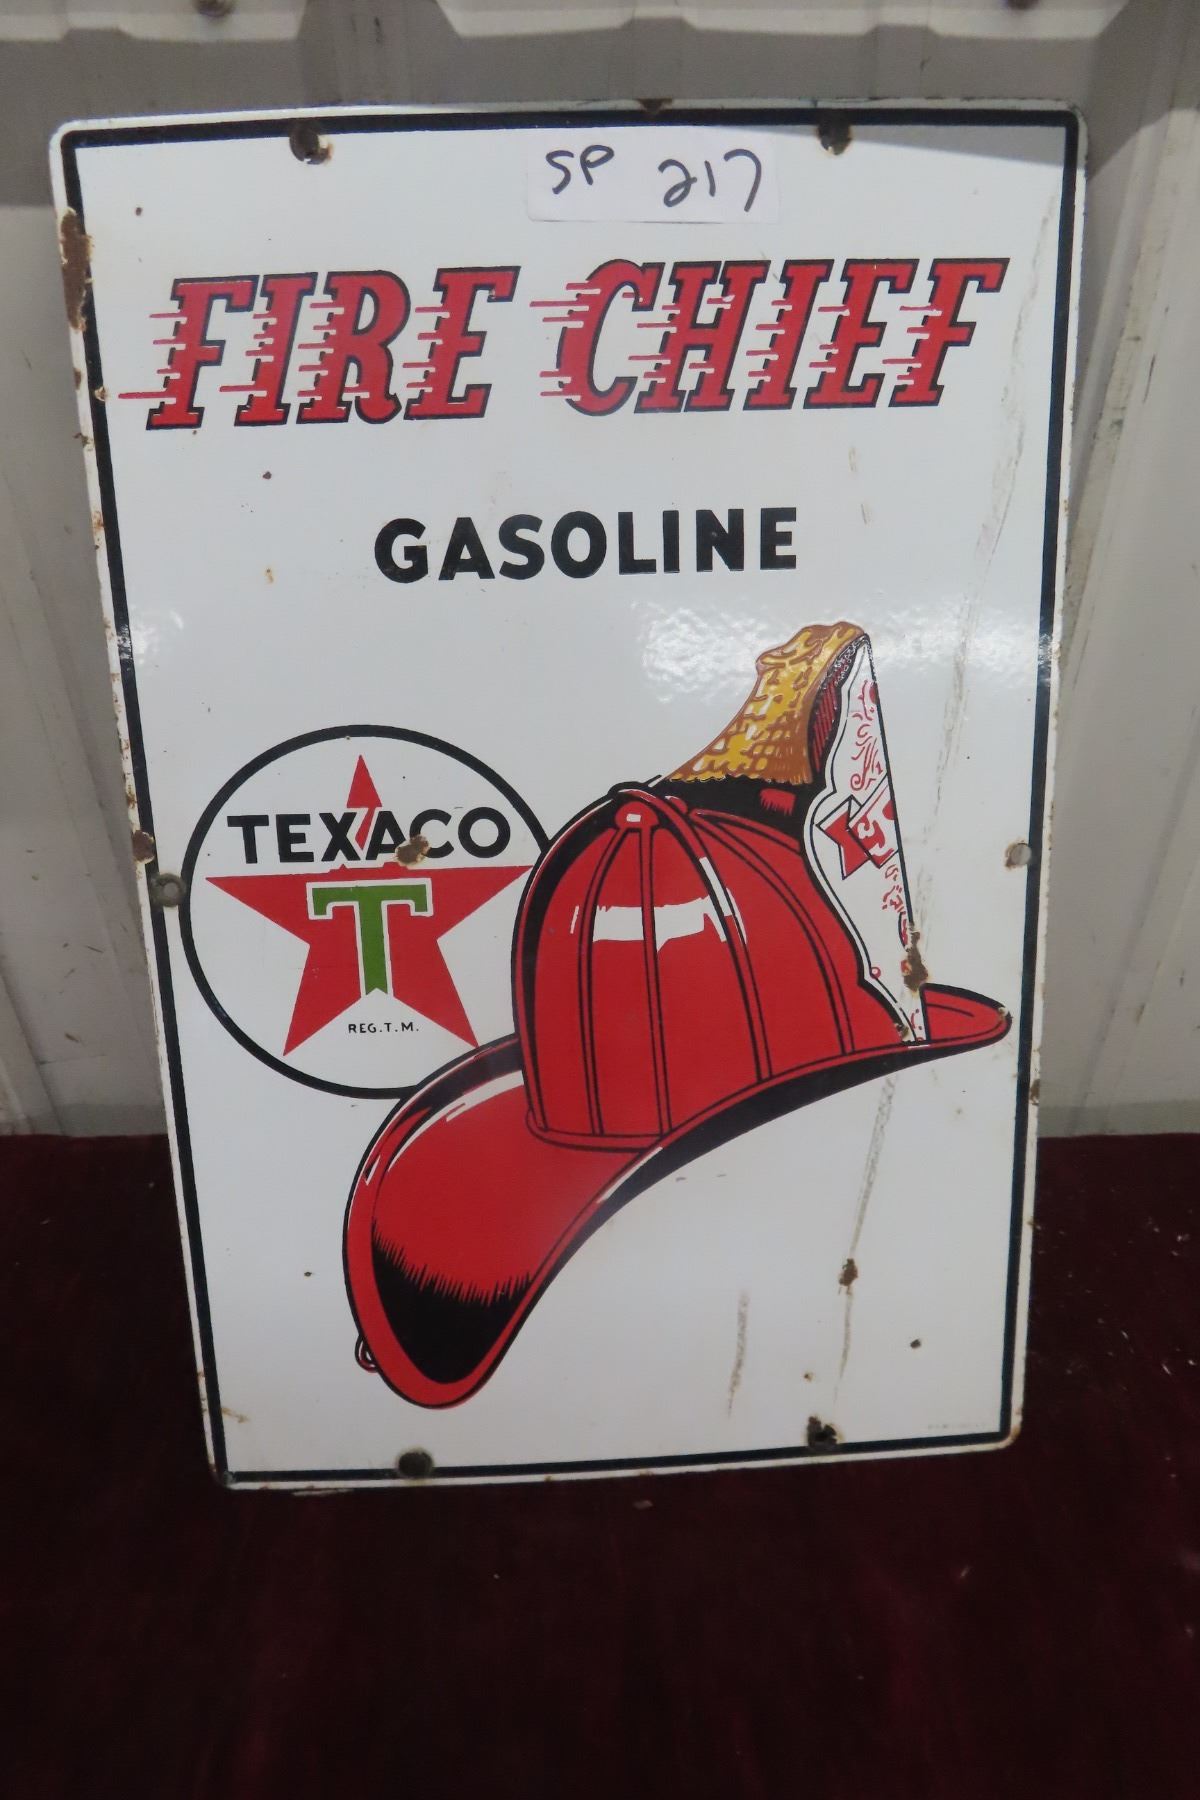 SP 217
FIRE CHIEF
GASOLINE
TEXACO
T
REG. T. M.